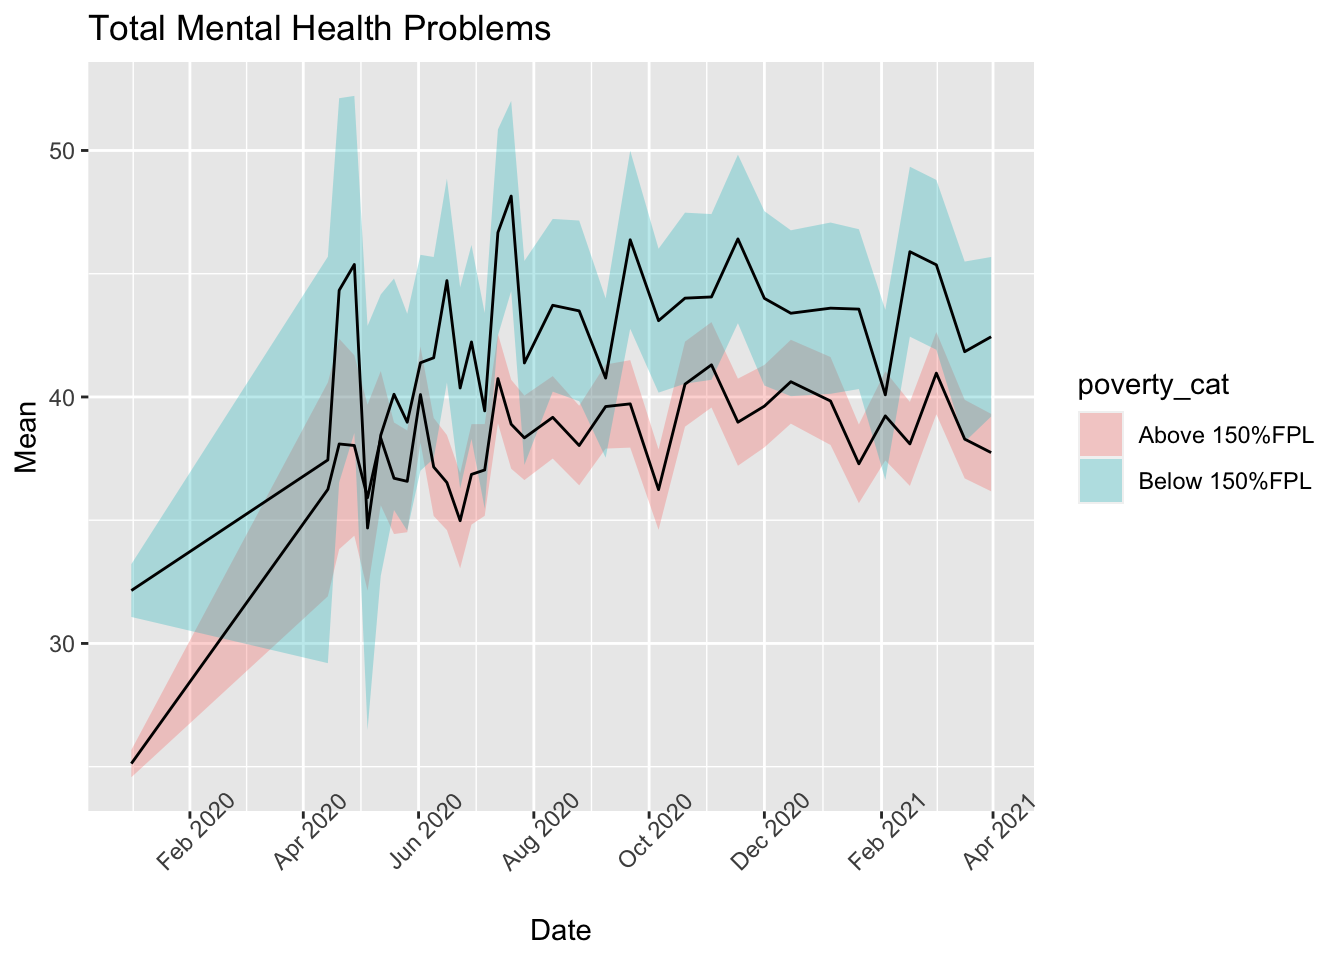 Total Mental Health Problems
50
40
30
Mean
Feb 2020
Apr 2020
Jun 2020
Aug 2020
Oct 2020
Dec 2020
Feb 2021
Apr 2021
Date
poverty_cat
Above 150%FPL
Below 150%FPL